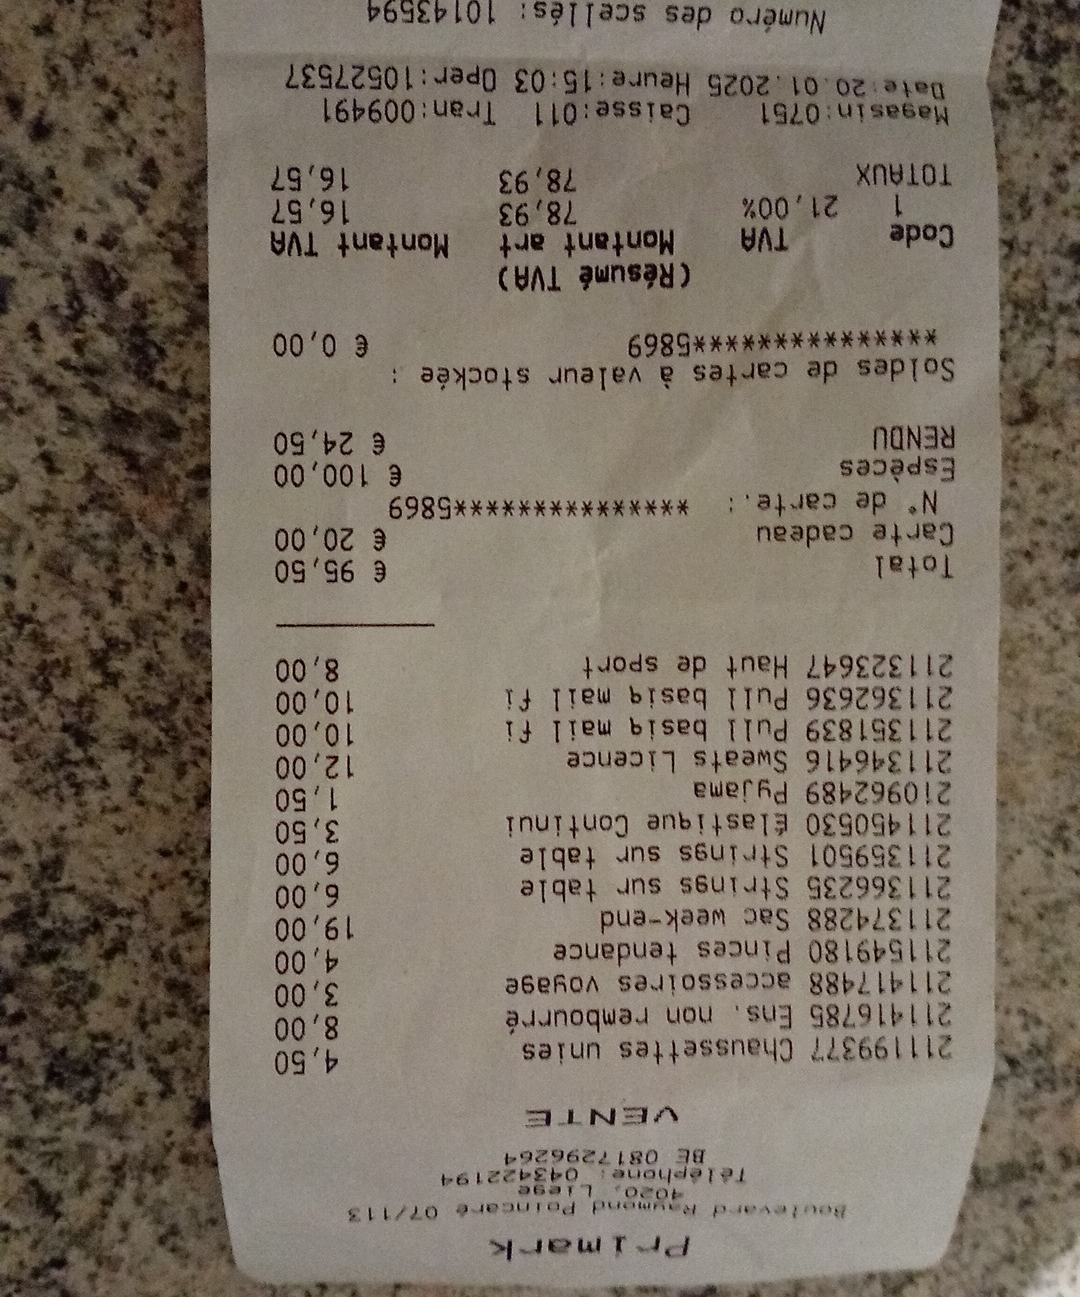 Primark
Boulevard Raymond Poincaré 07/113
4020, Liege
Téléphone: 043422194
BE 0817296264
VENTE
211199377 Chaussettes unies 4,50
211416785 Ens. non rembourré 8,00
211417488 accessoires voyage 3,00
211549180 Pinces tendance 4,00
211374288 Sac week-end 19,00
211366235 Strings sur table 6,00
211359501 Strings sur table 6,00
211450530 Élastique Continui 3,50
210962489 Pyjama 1,50
211346416 Sweats Licence 12,00
211351839 Pull basiq mail fi 10,00
211362636 Pull basiq mail fi 10,00
211323647 Haut de sport 8,00
Total € 95,50
Carte cadeau € 20,00
N° de carte.: ***************5869
Espèces € 100,00
RENDU € 24,50
Soldes de cartes à valeur stockée :
***************5869 € 0,00
(Résumé TVA)
Code TVA Montant art Montant TVA
1 21,00% 78,93 16,57
TOTAUX 78,93 16,57
Magasin:0751 Caisse:011 Tran:009491
Date:20.01.2025 Heure:15:03 Oper:10527537
Numéro des scellés: 10143594